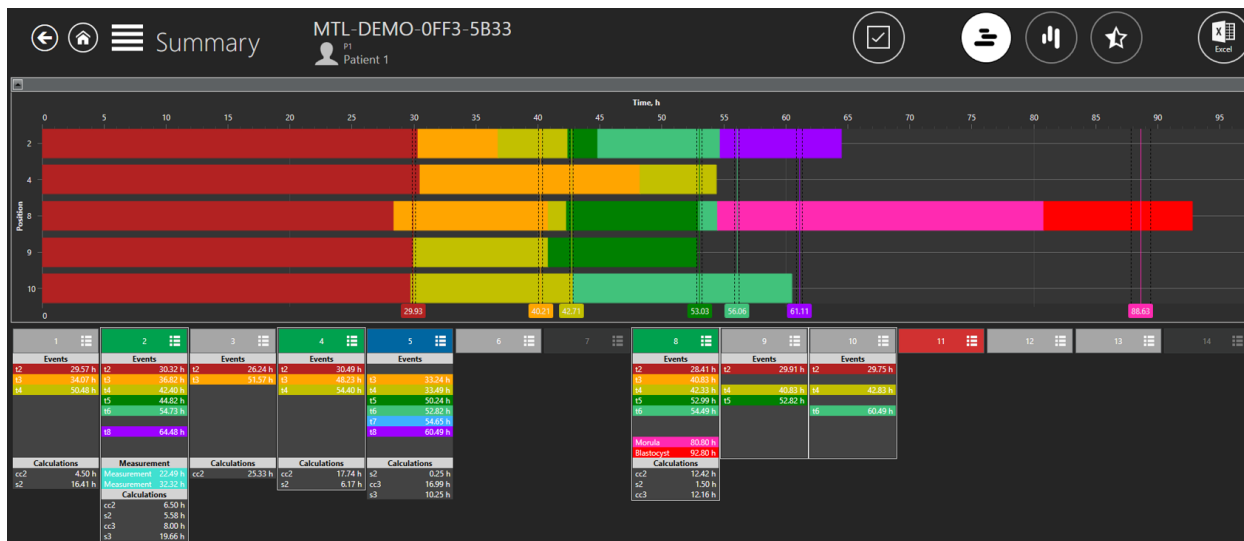 Summary
MTL-DEMO-0FF3-5B33
P1
Patient 1
Excel
Time, h
0 5 10 15 20 25 30 35 40 45 50 55 60 65 70 75 80 85 90 95
Position
2
4
8
9
10
0
29.93 40.21 42.71 53.03 56.06 61.11 88.63
1
Events
t2 29.57 h
t3 34.07 h
t4 50.48 h
Calculations
cc2 4.50 h
s2 16.41 h
2
Events
t2 30.32 h
t3 36.82 h
t4 42.40 h
t5 44.82 h
t6 54.73 h
t8 64.48 h
Measurement
Measurement 22.49 h
Measurement 32.32 h
Calculations
cc2 6.50 h
s2 5.58 h
cc3 8.00 h
s3 19.66 h
3
Events
t2 26.24 h
t3 51.57 h
Calculations
cc2 25.33 h
4
Events
t2 30.49 h
t3 48.23 h
t4 54.40 h
Calculations
cc2 17.74 h
s2 6.17 h
5
Events
t3 33.24 h
t4 33.49 h
t5 50.24 h
t6 52.82 h
t7 54.65 h
t8 60.49 h
Calculations
s2 0.25 h
cc3 16.99 h
s3 10.25 h
6
7
8
Events
t2 28.41 h
t3 40.83 h
t4 42.33 h
t5 52.99 h
t6 54.49 h
Morula 80.80 h
Blastocyst 92.80 h
Calculations
cc2 12.42 h
s2 1.50 h
cc3 12.16 h
9
Events
t2 29.91 h
t4 40.83 h
t5 52.82 h
10
Events
t2 29.75 h
t4 42.83 h
t6 60.49 h
11
12
13
14